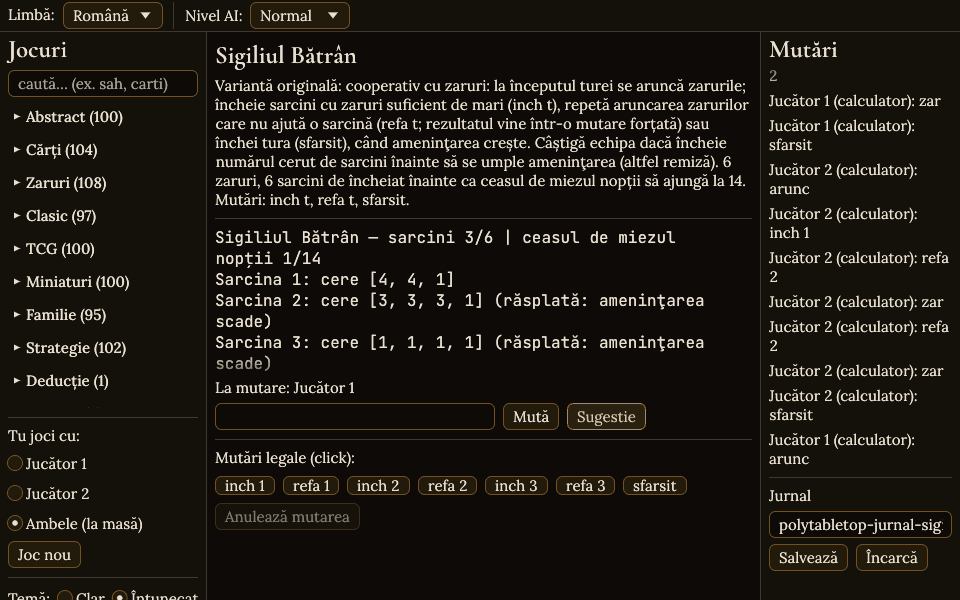 Limbă: Română ▼ Nivel AI: Normal ▼
Jocuri
caută... (ex. sah, carti)
▸ Abstract (100)
▸ Cărți (104)
▸ Zaruri (108)
▸ Clasic (97)
▸ TCG (100)
▸ Miniaturi (100)
▸ Familie (95)
▸ Strategie (102)
▸ Deducție (1)
Tu joci cu:
Jucător 1
Jucător 2
Ambele (la masă)
Joc nou
Temă: Clar Întunecat
Sigiliul Bătrân
Variantă originală: cooperativ cu zaruri: la începutul turei se aruncă zarurile;
încheie sarcini cu zaruri suficient de mari (inch t), repetă aruncarea zarurilor
care nu ajută o sarcină (refa t; rezultatul vine într-o mutare forțată) sau
închei tura (sfarsit), când amenințarea crește. Câștigă echipa dacă încheie
numărul cerut de sarcini înainte să se umple amenințarea (altfel remiză). 6
zaruri, 6 sarcini de încheiat înainte ca ceasul de miezul nopții să ajungă la 14.
Mutări: inch t, refa t, sfarsit.
Sigiliul Bătrân — sarcini 3/6 | ceasul de miezul
nopții 1/14
Sarcina 1: cere [4, 4, 1]
Sarcina 2: cere [3, 3, 3, 1] (răsplată: amenințarea
scade)
Sarcina 3: cere [1, 1, 1, 1] (răsplată: amenințarea
scade)
La mutare: Jucător 1
Mută Sugestie
Mutări legale (click):
inch 1 refa 1 inch 2 refa 2 inch 3 refa 3 sfarsit
Anulează mutarea
Mutări
2
Jucător 1 (calculator): zar
Jucător 1 (calculator):
sfarsit
Jucător 2 (calculator):
arunc
Jucător 2 (calculator):
inch 1
Jucător 2 (calculator): refa
2
Jucător 2 (calculator): zar
Jucător 2 (calculator): refa
2
Jucător 2 (calculator): zar
Jucător 2 (calculator):
sfarsit
Jucător 1 (calculator):
arunc
Jurnal
polytabletop-jurnal-sig
Salvează Încarcă